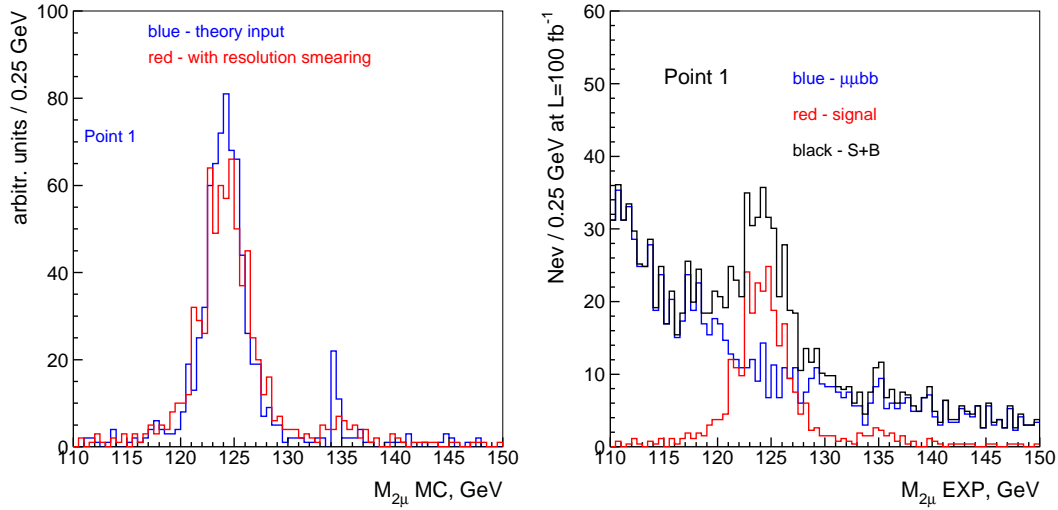 arbitr. units / 0.25 GeV
100
80
60
40
20
0
blue - theory input
red - with resolution smearing
Point 1
110 115 120 125 130 135 140 145 150
M2μ MC, GeV
Nev / 0.25 GeV at L=100 fb-1
60
50
40
30
20
10
0
Point 1
blue - μμbb
red - signal
black - S+B
110 115 120 125 130 135 140 145 150
M2μ EXP, GeV